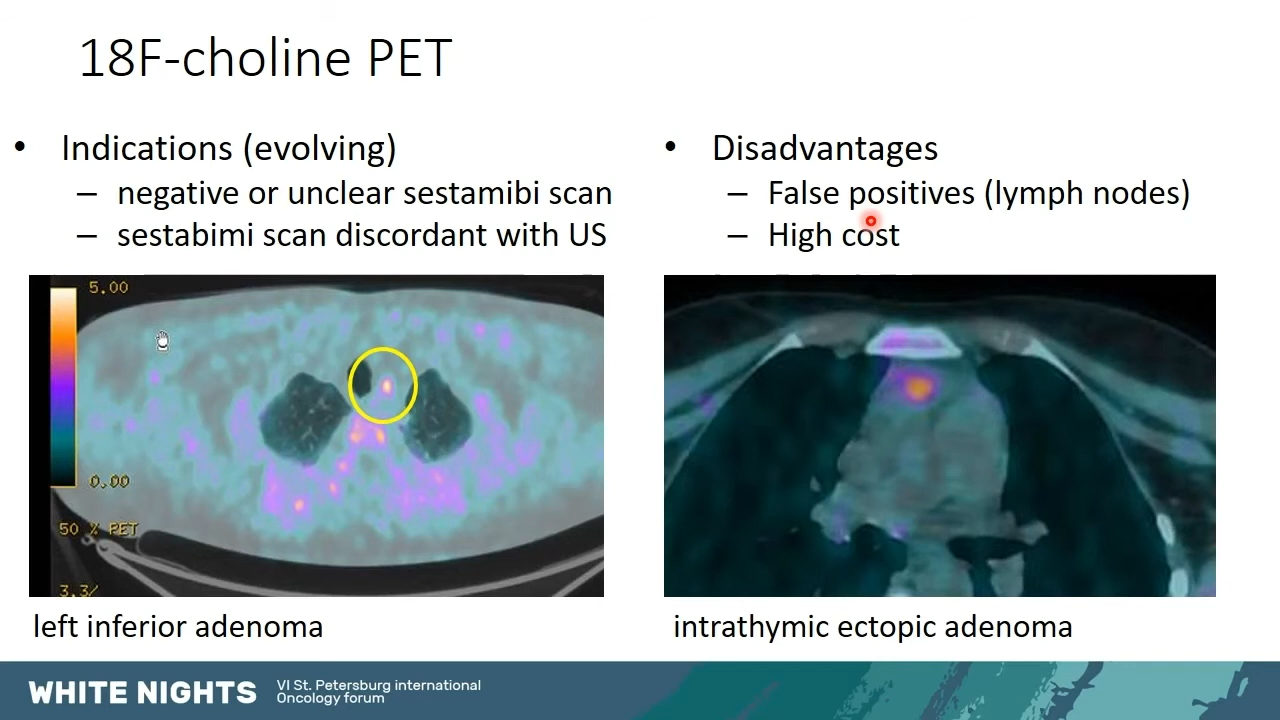 18F-choline PET
• Indications (evolving)
– negative or unclear sestamibi scan
– sestabimi scan discordant with US
• Disadvantages
– False positives (lymph nodes)
– High cost
5.00
0.00
50 % PET
3.3/
left inferior adenoma
intrathymic ectopic adenoma
WHITE NIGHTS
VI St. Petersburg international
Oncology forum